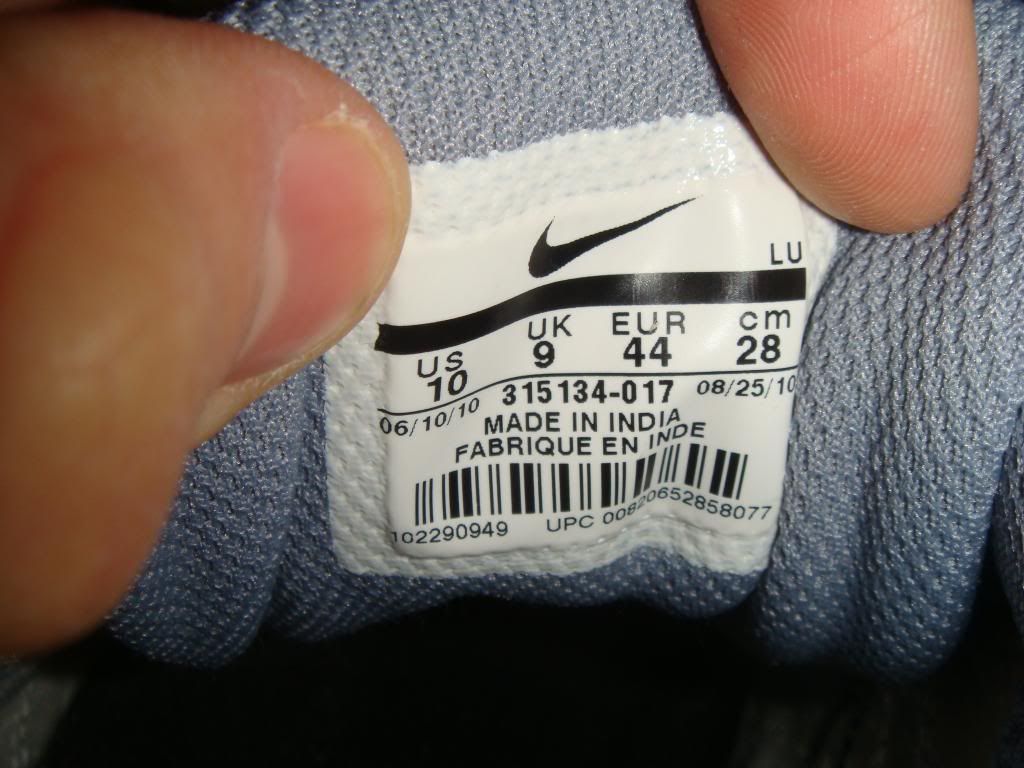 LU
US UK EUR cm
10 9 44 28
06/10/10 315134-017 08/25/10
MADE IN INDIA
FABRIQUE EN INDE
102290949 UPC 00820652858077